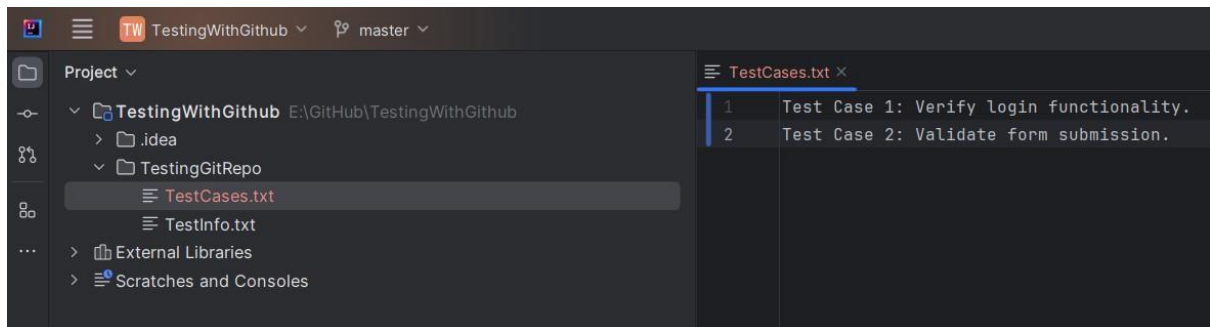 TW TestingWithGithub master
Project
TestingWithGithub E:\GitHub\TestingWithGithub
.idea
TestingGitRepo
TestCases.txt
TestInfo.txt
External Libraries
Scratches and Consoles
TestCases.txt
1 Test Case 1: Verify login functionality.
2 Test Case 2: Validate form submission.